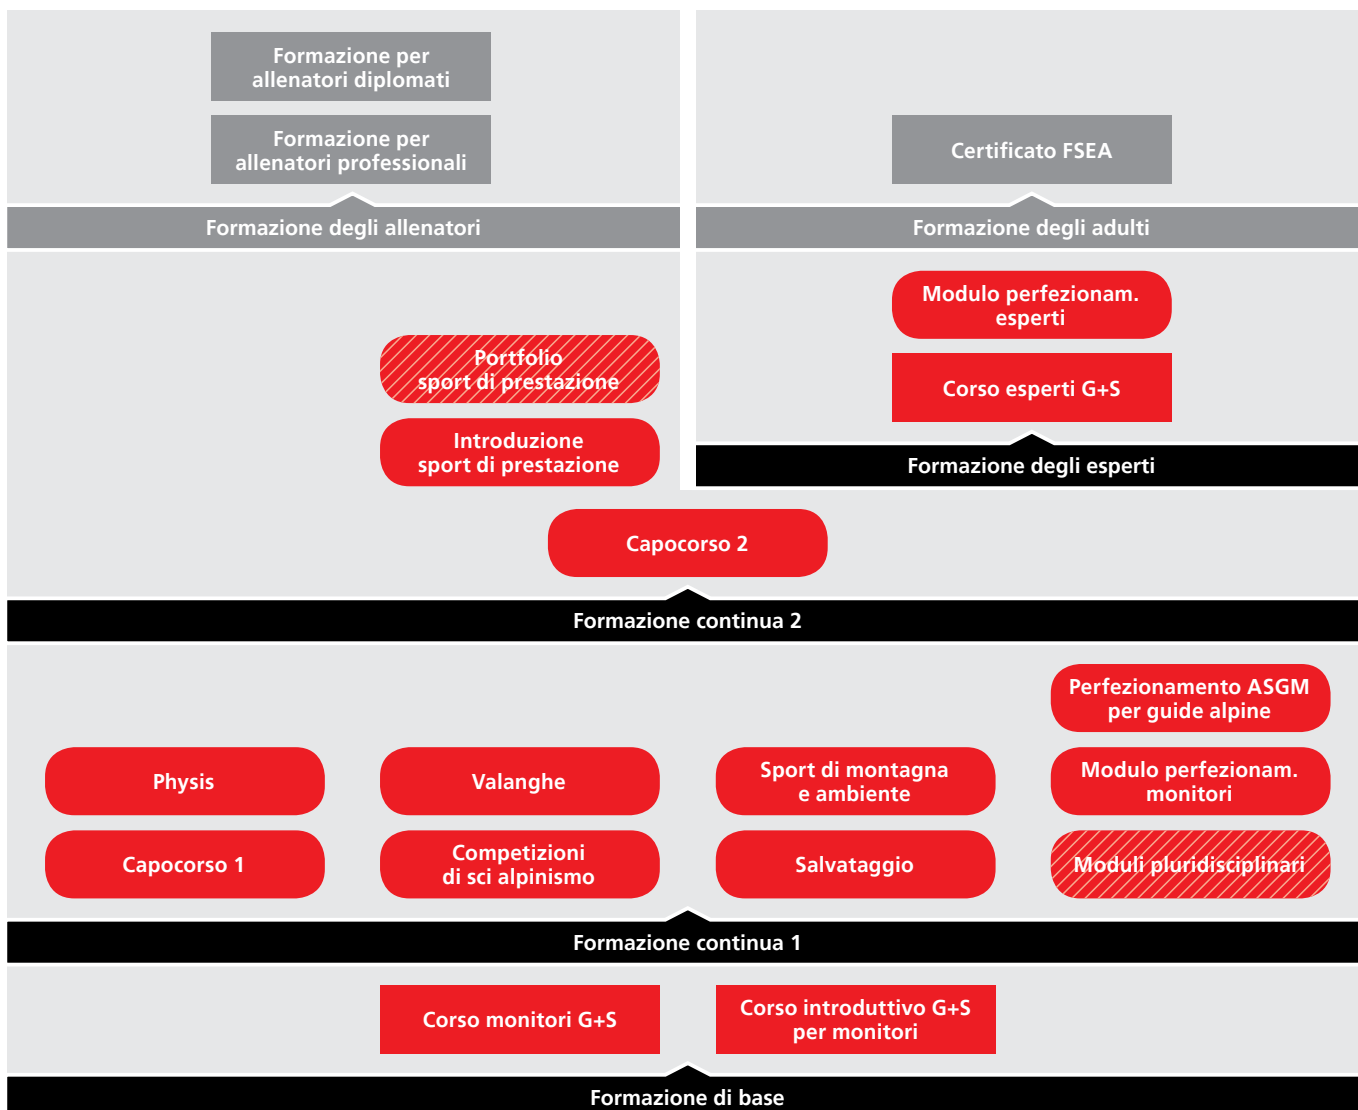 Formazione per
allenatori diplomati
Formazione per
allenatori professionali
Certificato FSEA
Formazione degli allenatori
Formazione degli adulti
Modulo perfezionam.
esperti
Portfolio
sport di prestazione
Corso esperti G+S
Introduzione
sport di prestazione
Formazione degli esperti
Capocorso 2
Formazione continua 2
Perfezionamento ASGM
per guide alpine
Physis
Valanghe
Sport di montagna
e ambiente
Modulo perfezionam.
monitori
Capocorso 1
Competizioni
di sci alpinismo
Salvataggio
Moduli pluridisciplinari
Formazione continua 1
Corso monitori G+S
Corso introduttivo G+S
per monitori
Formazione di base